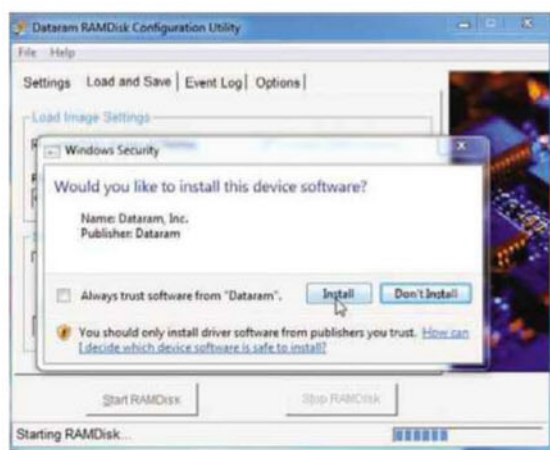 Dataram RAMDisk Configuration Utility
File Help
Settings Load and Save Event Log Options
Load Image Settings
Windows Security
Would you like to install this device software?
Name: Dataram, Inc.
Publisher: Dataram
Always trust software from "Dataram".
Install Don't Install
You should only install driver software from publishers you trust. How can
I decide which device software is safe to install?
Start RAMDisk Stop RAMDisk
Starting RAMDisk...